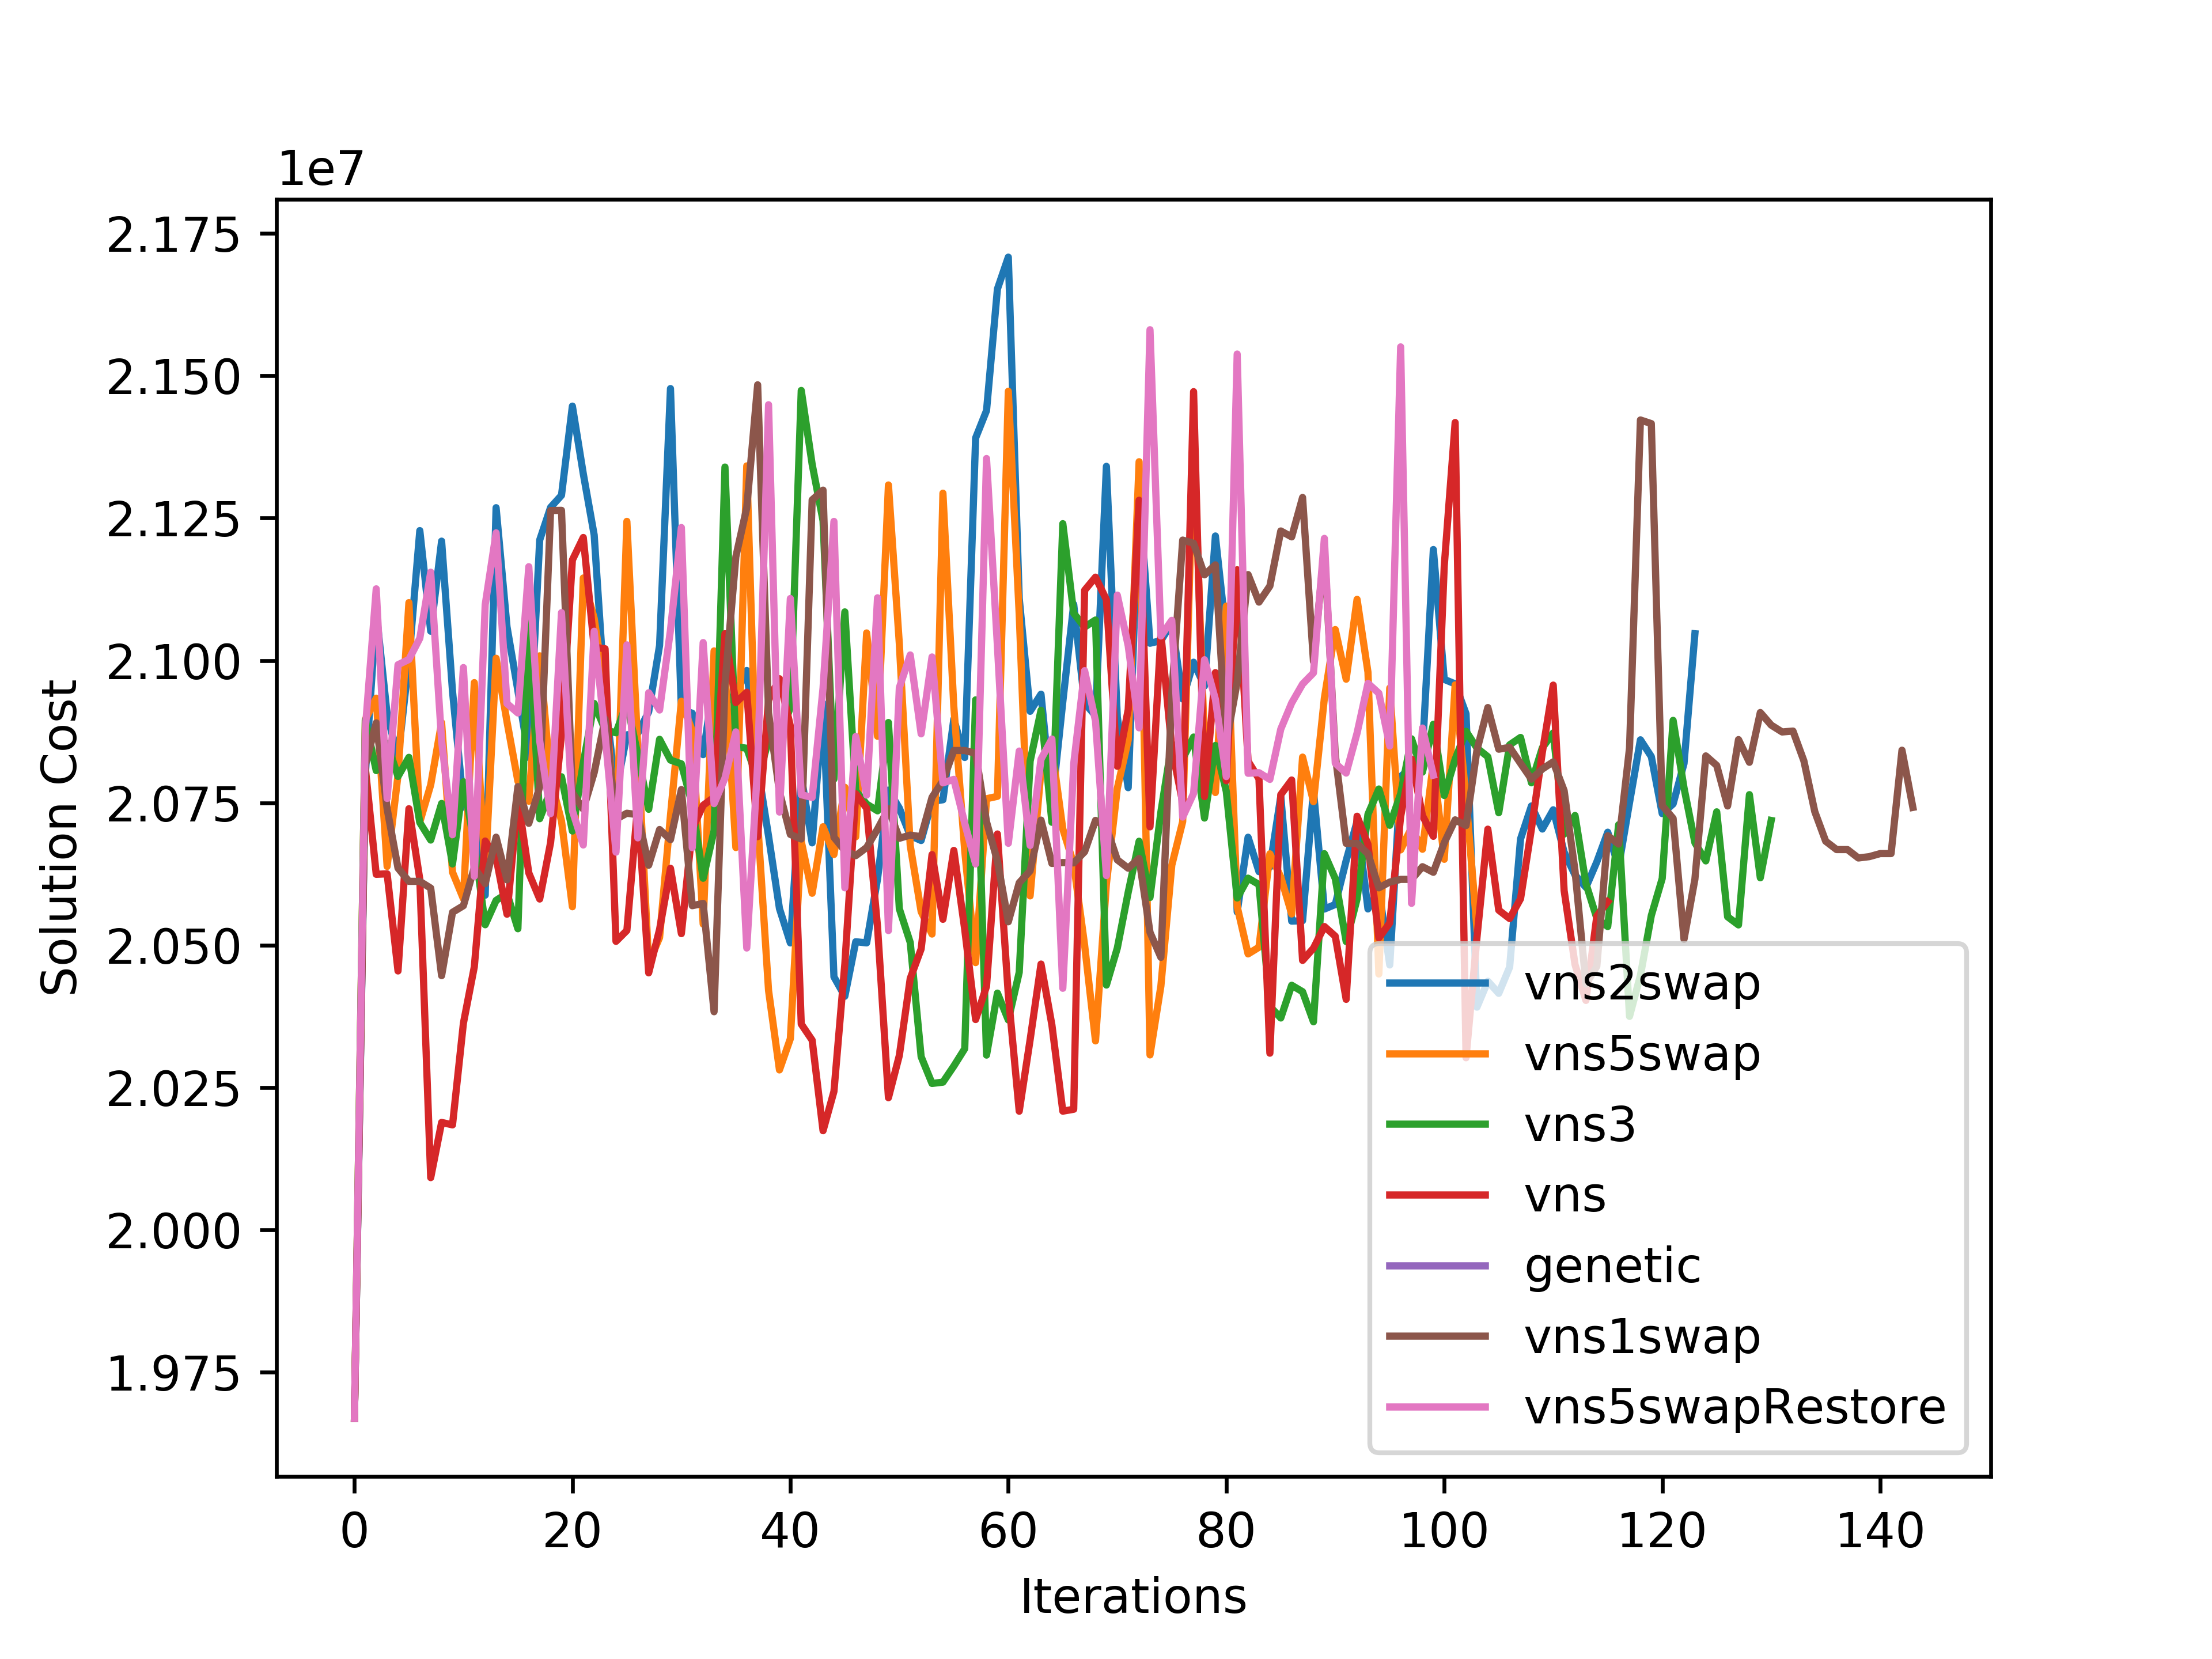 1e7
2.175
2.150
2.125
2.100
2.075
2.050
2.025
2.000
1.975
Solution Cost
0 20 40 60 80 100 120 140
Iterations
vns2swap
vns5swap
vns3
vns
genetic
vns1swap
vns5swapRestore